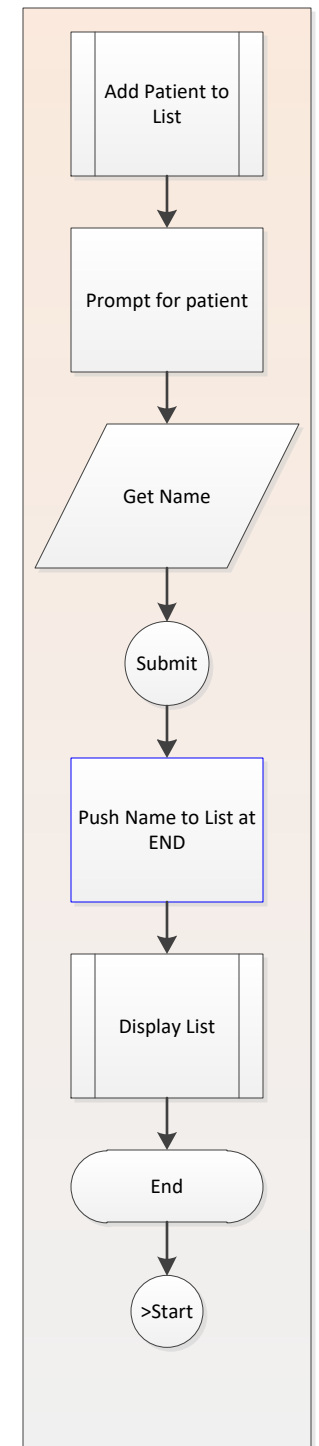 Add Patient to
List
Prompt for patient
Get Name
Submit
Push Name to List at
END
Display List
End
>Start